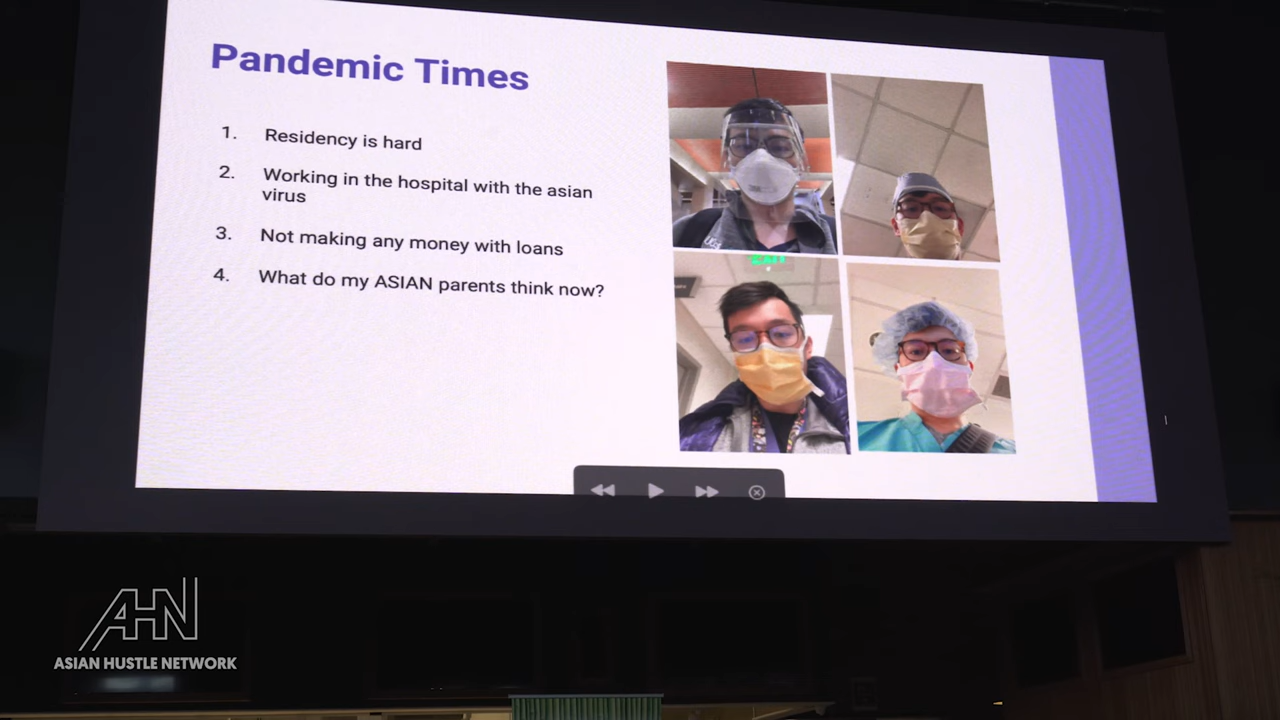 Pandemic Times
1. Residency is hard
2. Working in the hospital with the asian
virus
3. Not making any money with loans
4. What do my ASIAN parents think now?
EXIT
AHN
ASIAN HUSTLE NETWORK